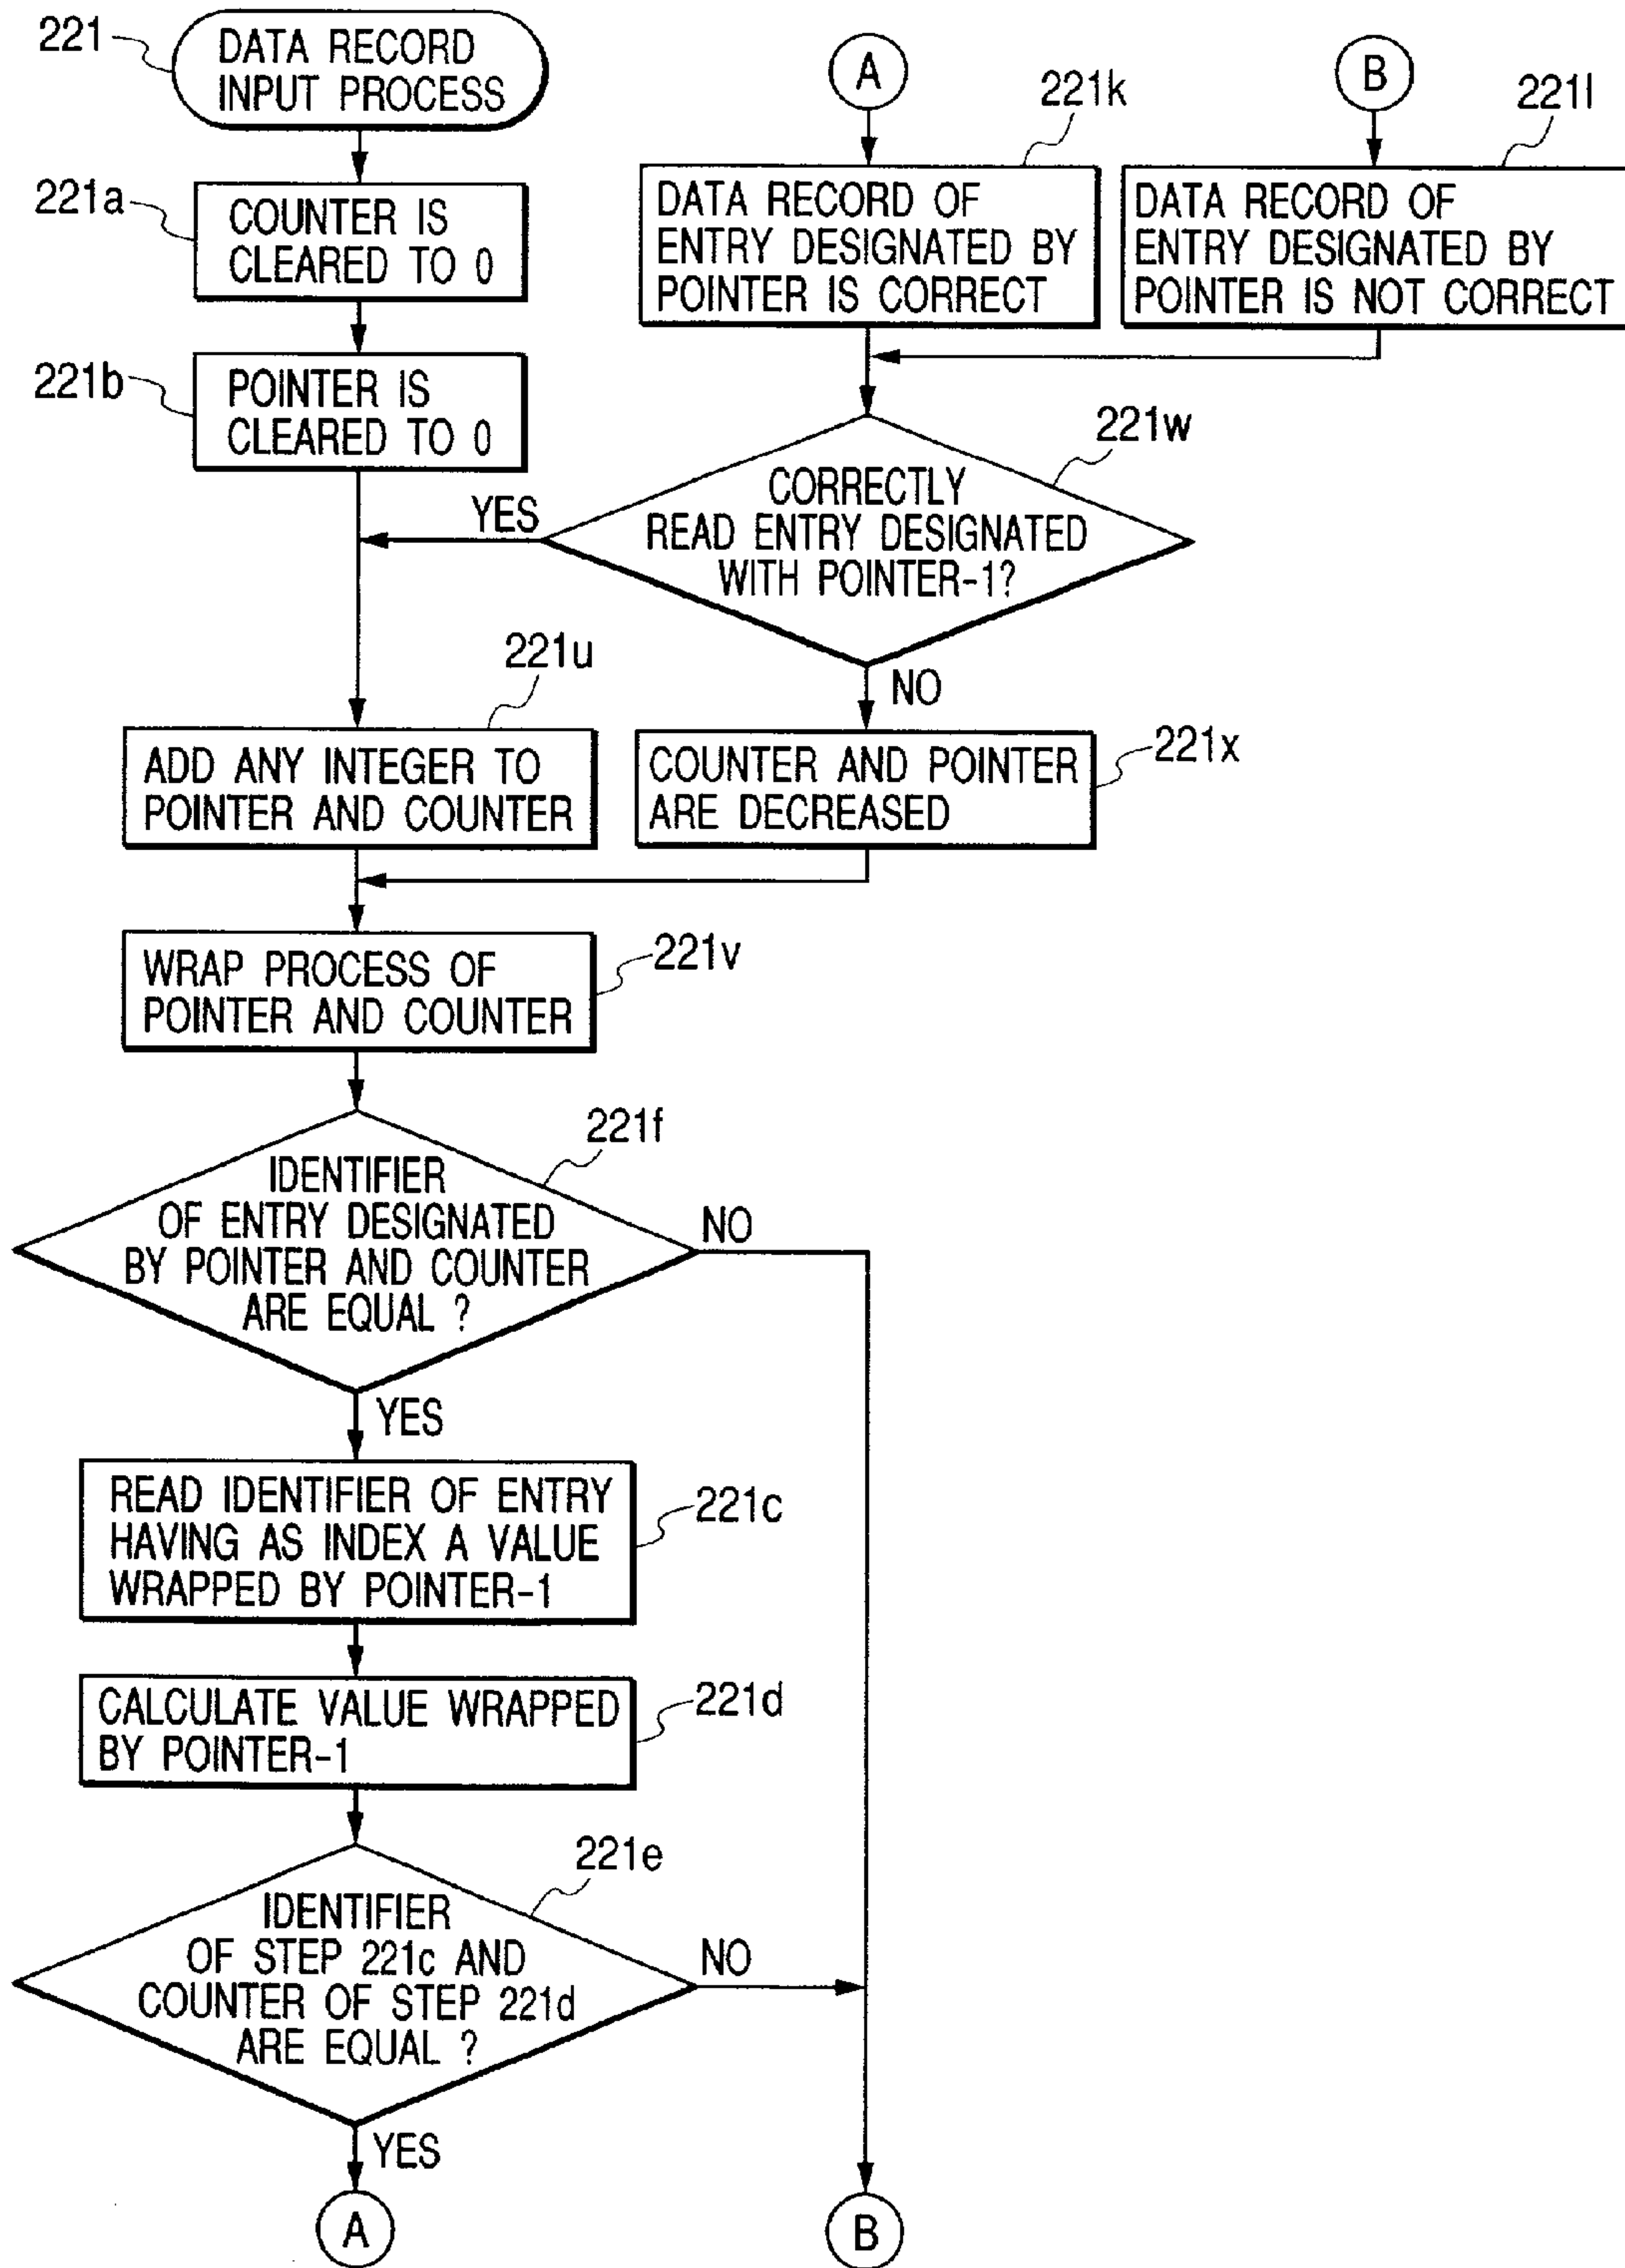 221
DATA RECORD
INPUT PROCESS
221a
COUNTER IS
CLEARED TO 0
221b
POINTER IS
CLEARED TO 0
A
221k
DATA RECORD OF
ENTRY DESIGNATED BY
POINTER IS CORRECT
B
221l
DATA RECORD OF
ENTRY DESIGNATED BY
POINTER IS NOT CORRECT
221w
CORRECTLY
READ ENTRY DESIGNATED
WITH POINTER-1?
YES
NO
221u
ADD ANY INTEGER TO
POINTER AND COUNTER
221x
COUNTER AND POINTER
ARE DECREASED
221v
WRAP PROCESS OF
POINTER AND COUNTER
221f
IDENTIFIER
OF ENTRY DESIGNATED
BY POINTER AND COUNTER
ARE EQUAL ?
NO
YES
221c
READ IDENTIFIER OF ENTRY
HAVING AS INDEX A VALUE
WRAPPED BY POINTER-1
221d
CALCULATE VALUE WRAPPED
BY POINTER-1
221e
IDENTIFIER
OF STEP 221c AND
COUNTER OF STEP 221d
ARE EQUAL ?
NO
YES
A
B